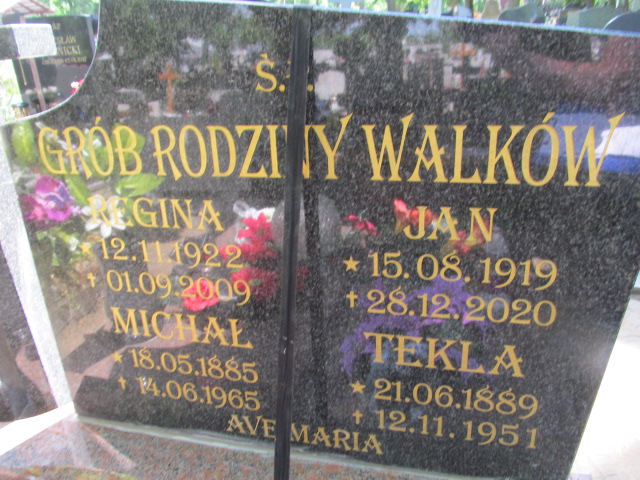 Ś.P.
GRÓB RODZINY WALKÓW
REGINA
★ 12.11.1922
✝ 01.09.2009
JAN
★ 15.08.1919
✝ 28.12.2020
MICHAŁ
★ 18.05.1885
✝ 14.06.1965
TEKLA
★ 21.06.1889
✝ 12.11.1951
AVE MARIA